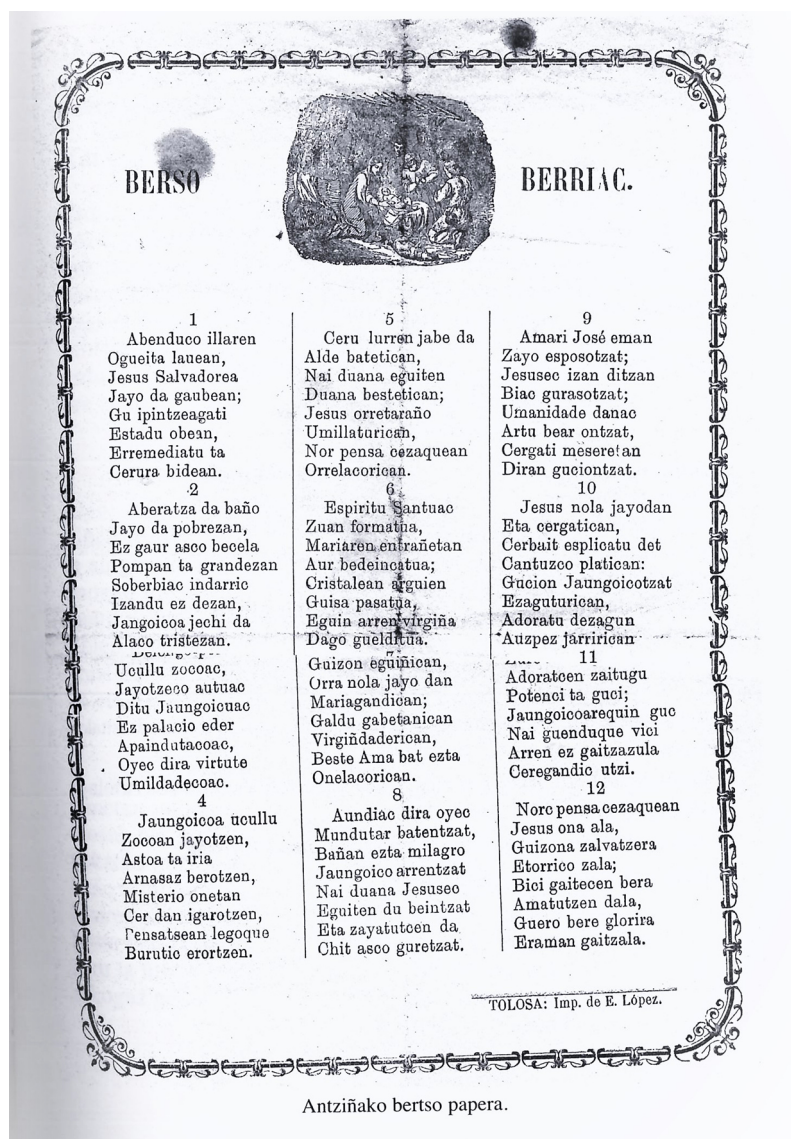 BERSO BERRIAC.
1
Abenduco illaren
Ogueita lauean,
Jesus Salvadorea
Jayo da gaubean;
Gu ipintzeagati
Estadu obean,
Erremediatu ta
Cerura bidean.
2
Aberatza da baño
Jayo da pobrezan,
Ez gaur asco becela
Pompan ta grandezan
Soberbiac indarric
Izandu ez dezan,
Jangoicoa jechi da
Alaco tristezan.
Ucullu zocoac,
Jayotzeco autuac
Ditu Jaungoicuac
Ez palacio eder
Apaindutacoac,
Oyec dira virtute
Umildadecoac.
4
Jaungoicoa ucullu
Zocoan jayotzen,
Astoa ta iria
Arnasaz berotzen,
Misterio onetan
Cer dan igarotzen,
Pensatsean legoque
Burutic erortzen.
5
Ceru lurren jabe da
Alde batetican,
Nai duana eguiten
Duana bestetican;
Jesus orretaraño
Umillaturican,
Nor pensa cezaquean
Orrelacorican.
6
Espiritu Santuac
Zuan formatua,
Mariaren entrañetan
Aur bedeincatua;
Cristalean arguien
Guisa pasatua,
Eguin arren virgiña
Dago guelditua.
7
Guizon eguiñican,
Orra nola jayo dan
Mariagandican;
Galdu gabetanican
Virgiñdaderican,
Beste Ama bat ezta
Onelacorican.
8
Aundiac dira oyec
Mundutar batentzat,
Bañan ezta milagro
Jaungoico arrentzat
Nai duana Jesuseo
Eguiten du beintzat
Eta zayatutcen da
Chit asco guretzat.
9
Amari José eman
Zayo esposotzat;
Jesusec izan ditzan
Biac gurasotzat;
Umanidade danac
Artu bear ontzat,
Cergati meseretan
Diran guciontzat.
10
Jesus nola jayodan
Eta cergatican,
Cerbait esplicatu det
Cantuzco platican:
Gucion Jaungoicotzat
Ezaguturican,
Adoratu dezagun
Auzpez jarririican
11
Adoratcen zaitugu
Potenci ta guci;
Jaungoicoarequin guc
Nai guenduque vici
Arren ez gaitzazula
Ceregandic utzi.
12
Norc pensa cezaquean
Jesus ona ala,
Guizona zalvatzera
Etorrico zala;
Bici gaitecen bera
Amatutzen dala,
Guero bere glorira
Eraman gaitzala.
TOLOSA: Imp. de E. López.
Antziñako bertso papera.